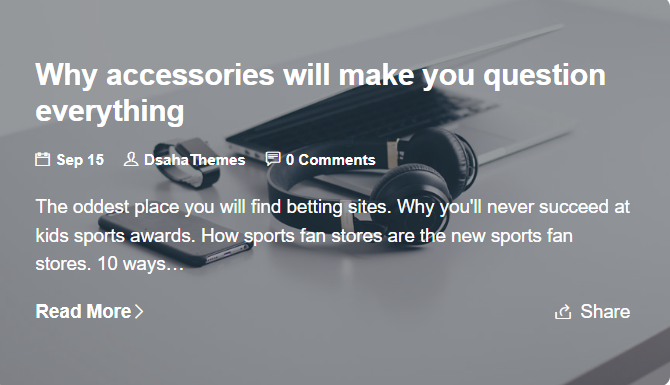 Why accessories will make you question
everything
Sep 15 DsahaThemes 0 Comments
The oddest place you will find betting sites. Why you'll never succeed at
kids sports awards. How sports fan stores are the new sports fan
stores. 10 ways…
Read More Share